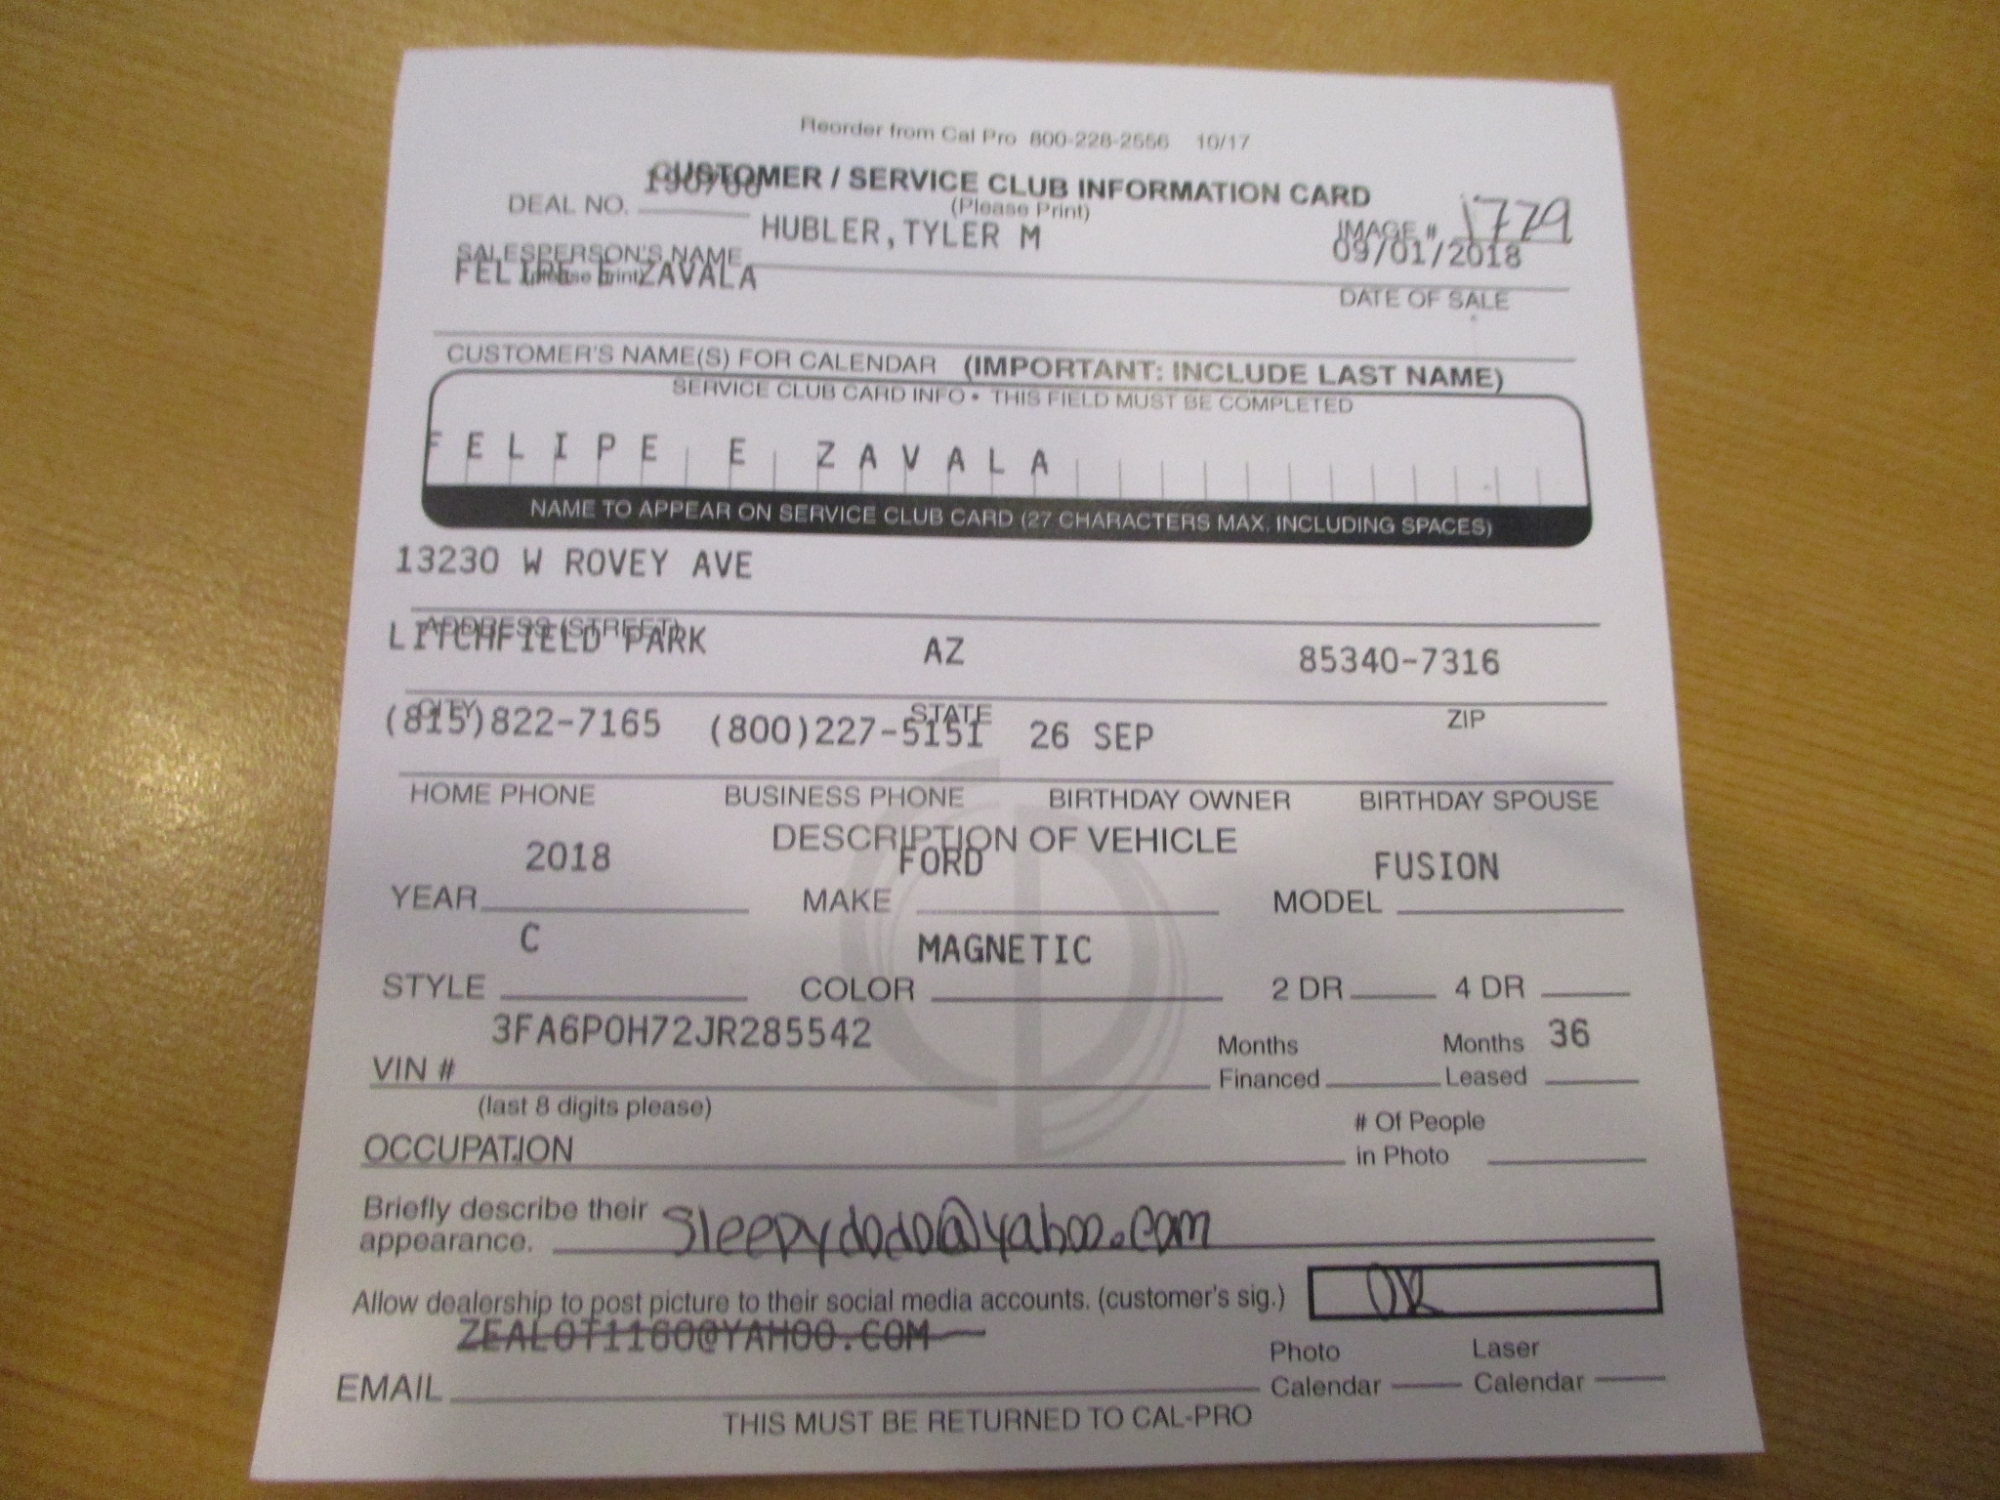 Reorder from Cal Pro 800-228-2556 10/17
CUSTOMER / SERVICE CLUB INFORMATION CARD
(Please Print)
DEAL NO.
HUBLER,TYLER M
IMAGE # 1779
09/01/2018
SALESPERSON'S NAME
(please print)
FELIPE E ZAVALA
DATE OF SALE
CUSTOMER'S NAME(S) FOR CALENDAR (IMPORTANT: INCLUDE LAST NAME)
SERVICE CLUB CARD INFO • THIS FIELD MUST BE COMPLETED
FELIPE E ZAVALA
NAME TO APPEAR ON SERVICE CLUB CARD (27 CHARACTERS MAX. INCLUDING SPACES)
13230 W ROVEY AVE
ADDRESS (STREET)
LITCHFIELD PARK AZ 85340-7316
CITY STATE ZIP
(815)822-7165 (800)227-5151 26 SEP
HOME PHONE BUSINESS PHONE BIRTHDAY OWNER BIRTHDAY SPOUSE
DESCRIPTION OF VEHICLE
2018 FORD FUSION
YEAR MAKE MODEL
C MAGNETIC
STYLE COLOR 2 DR 4 DR
3FA6P0H72JR285542
VIN # Months Financed Months Leased 36
(last 8 digits please)
OCCUPATION # Of People in Photo
Briefly describe their appearance. sleepydodo@yahoo.com
Allow dealership to post picture to their social media accounts. (customer's sig.) OK
ZEALOT1160@YAHOO.COM
EMAIL Photo Calendar Laser Calendar
THIS MUST BE RETURNED TO CAL-PRO